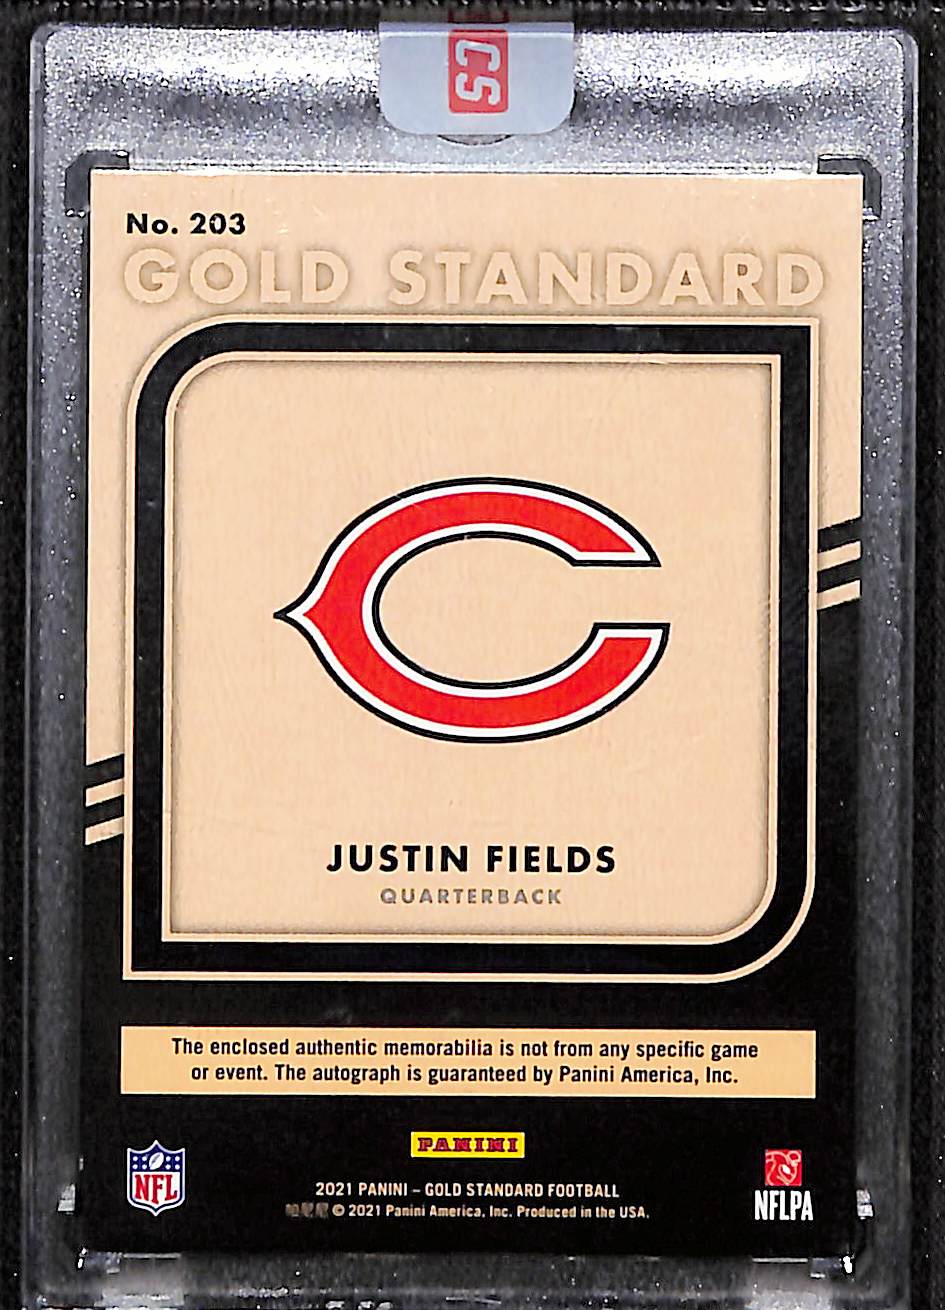 SC
No. 203
GOLD STANDARD
JUSTIN FIELDS
QUARTERBACK
The enclosed authentic memorabilia is not from any specific game
or event. The autograph is guaranteed by Panini America, Inc.
PANINI
NFL
2021 PANINI – GOLD STANDARD FOOTBALL
© 2021 Panini America, Inc. Produced in the USA.
NFLPA